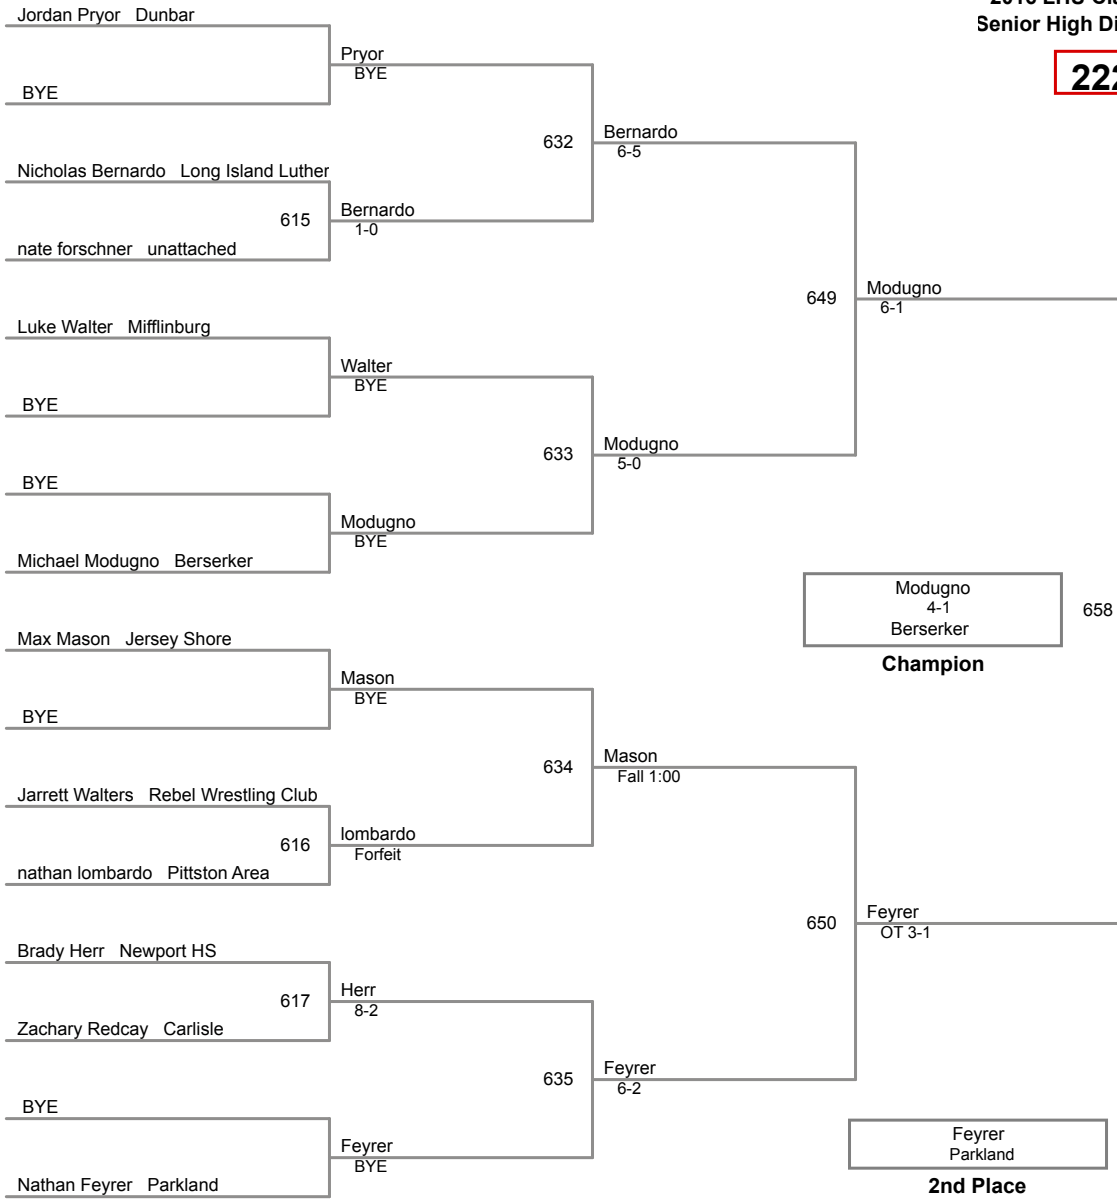 Senior High
222
Jordan Pryor Dunbar
Pryor
BYE
BYE
632
Bernardo
6-5
Nicholas Bernardo Long Island Luther
615
Bernardo
1-0
nate forschner unattached
649
Modugno
6-1
Luke Walter Mifflinburg
Walter
BYE
BYE
633
Modugno
5-0
BYE
Modugno
BYE
Michael Modugno Berserker
Modugno
4-1
Berserker
658
Champion
Max Mason Jersey Shore
Mason
BYE
BYE
634
Mason
Fall 1:00
Jarrett Walters Rebel Wrestling Club
616
lombardo
Forfeit
nathan lombardo Pittston Area
650
Feyrer
OT 3-1
Brady Herr Newport HS
617
Herr
8-2
Zachary Redcay Carlisle
635
Feyrer
6-2
BYE
Feyrer
BYE
Nathan Feyrer Parkland
Feyrer
Parkland
2nd Place